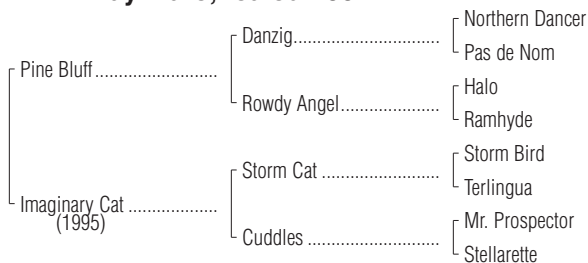 Northern Dancer
Danzig
Pas de Nom
Pine Bluff
Halo
Rowdy Angel
Ramhyde
Storm Bird
Storm Cat
Terlingua
Imaginary Cat
(1995)
Mr. Prospector
Cuddles
Stellarette